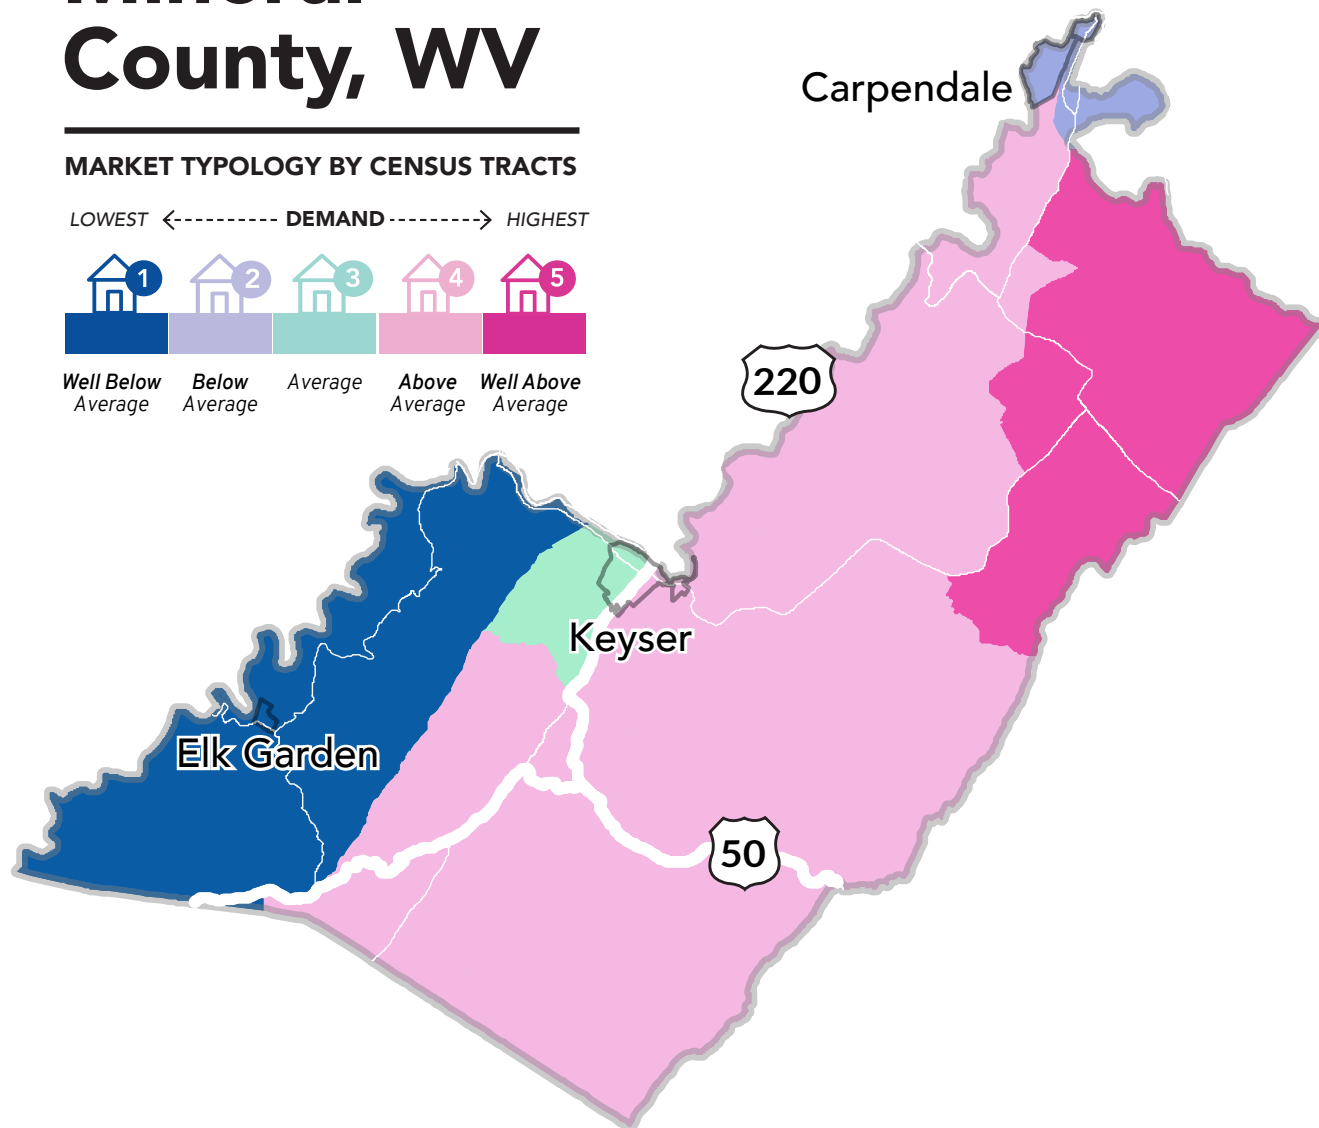 Mineral
County, WV
MARKET TYPOLOGY BY CENSUS TRACTS
LOWEST DEMAND HIGHEST
1 2 3 4 5
Well Below Average
Below Average
Average
Above Average
Well Above Average
Carpendale
220
Keyser
Elk Garden
50